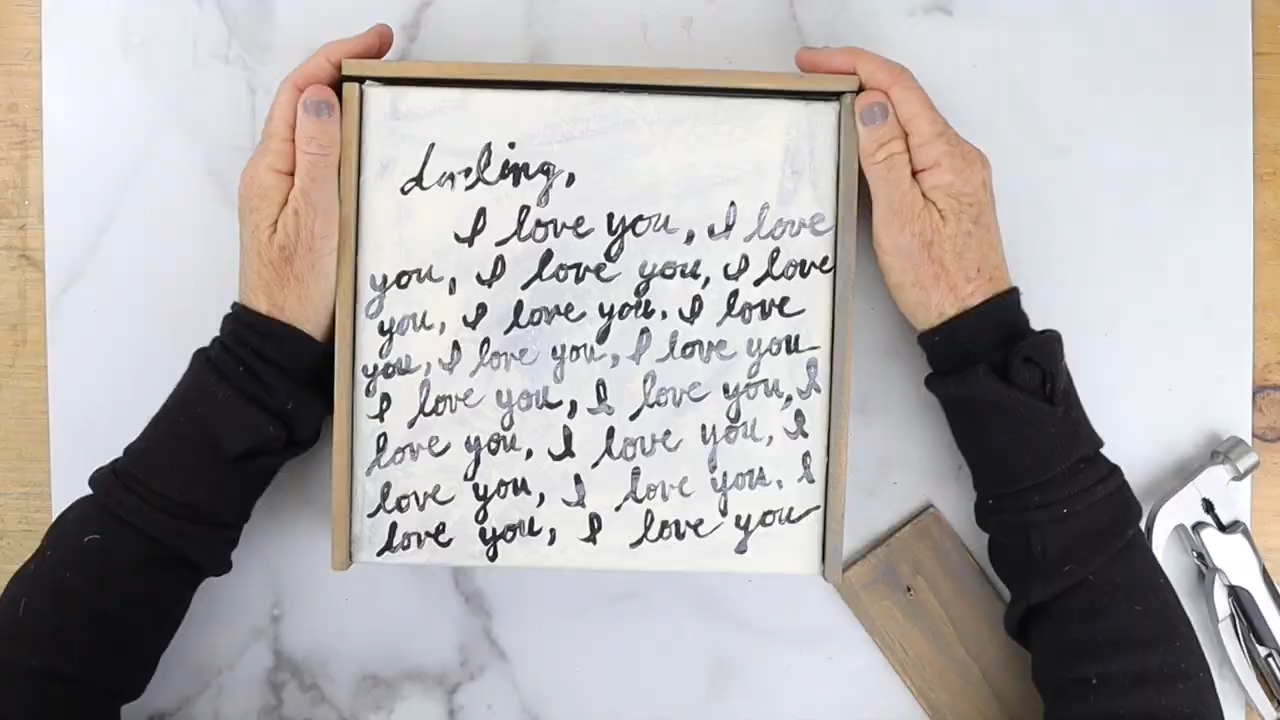 darling,
I love you, I love
you, I love you, I love
you, I love you. I love
you, I love you, I love you
I love you, I love you, I
love you, I love you, I
love you, I love you. I
love you, I love you